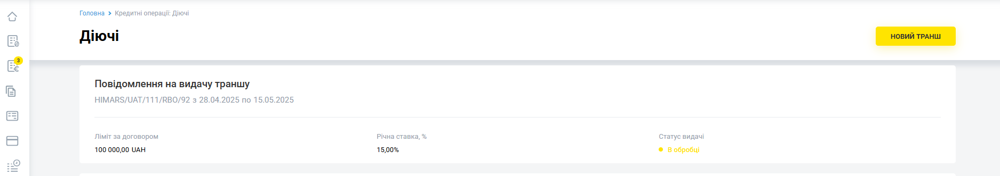 Головна > Кредитні операції: Діючі
Діючі
НОВИЙ ТРАНШ
3
Повідомлення на видачу траншу
HIMARS/UAT/111/RBO/92 з 28.04.2025 по 15.05.2025
Ліміт за договором Річна ставка, % Статус видачі
100 000,00 UAH 15,00% В обробці